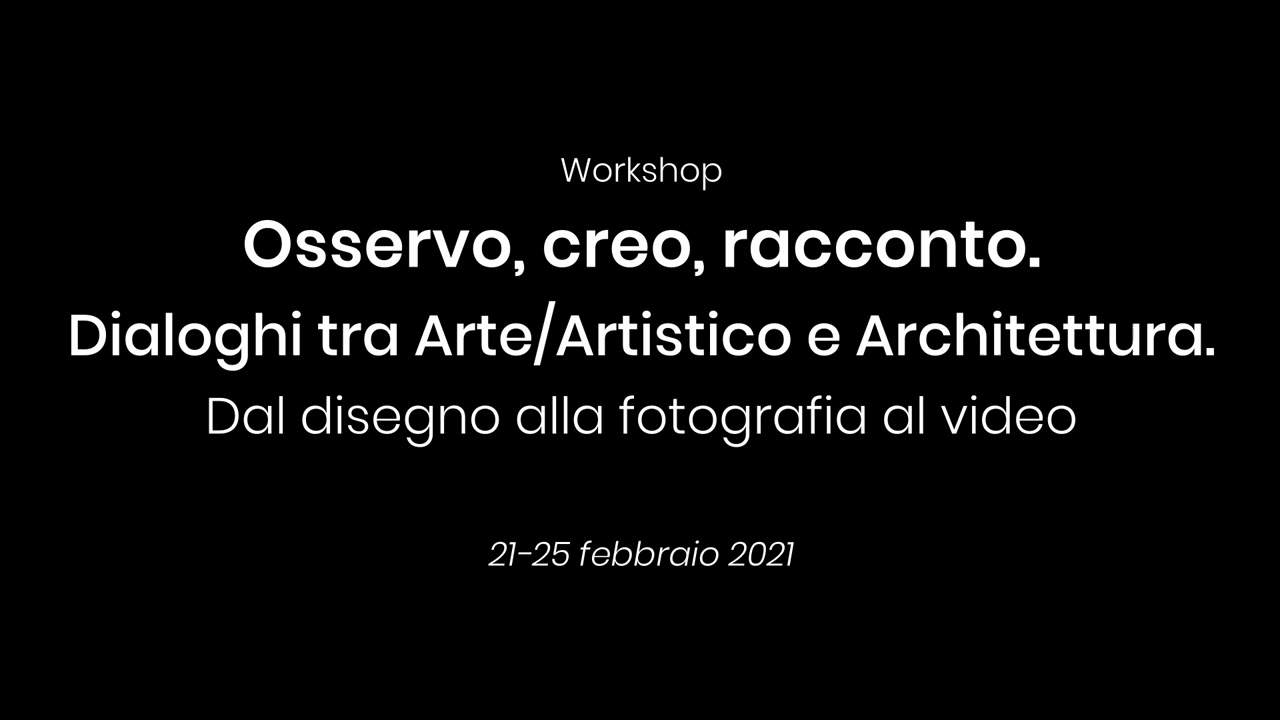 Workshop
Osservo, creo, racconto.
Dialoghi tra Arte/Artistico e Architettura.
Dal disegno alla fotografia al video
21-25 febbraio 2021